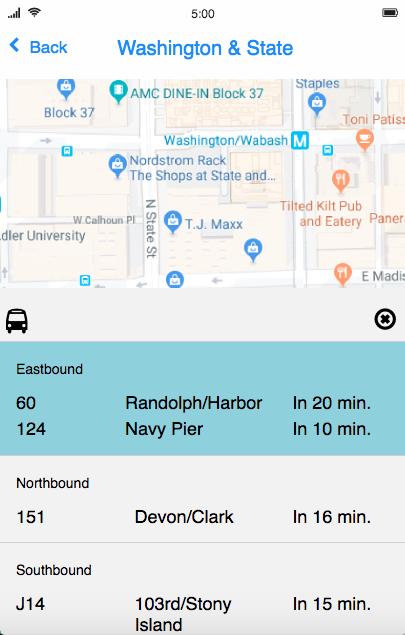 5:00
Back
Washington & State
Staples
AMC DINE-IN Block 37
Block 37
Toni Patiss
Washington/Wabash
M
Nordstrom Rack
The Shops at State and...
Tilted Kilt Pub
and Eatery
Paner
W Calhoun Pl
N State St
T.J. Maxx
dler University
E Madis
Eastbound
60 Randolph/Harbor In 20 min.
124 Navy Pier In 10 min.
Northbound
151 Devon/Clark In 16 min.
Southbound
J14 103rd/Stony In 15 min.
Island